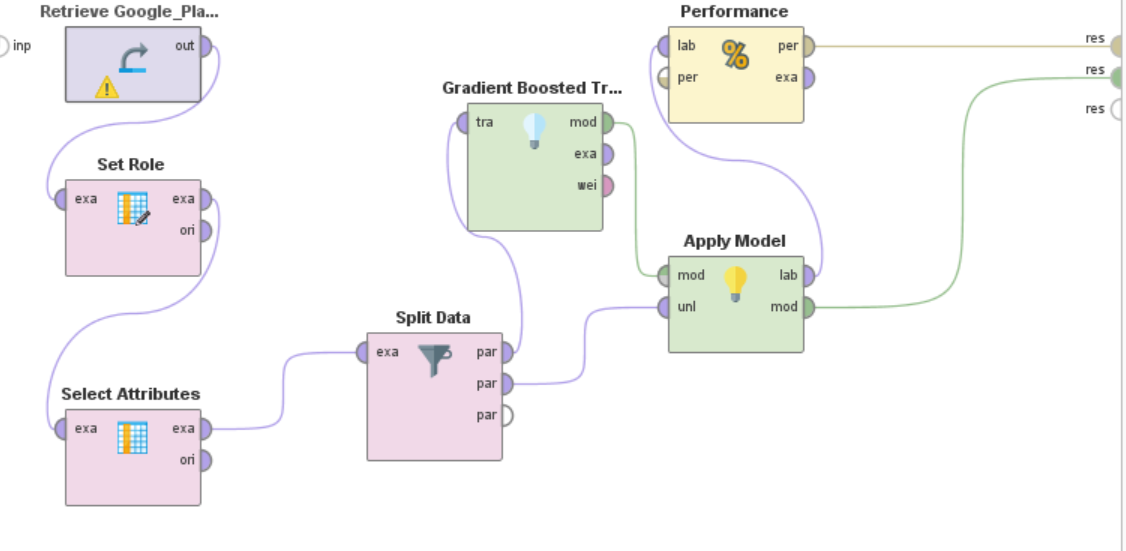 Retrieve Google_Pla...
inp
out
Set Role
exa exa
ori
Select Attributes
exa exa
ori
Split Data
exa par
par
par
Gradient Boosted Tr...
tra mod
exa
wei
Performance
lab % per
per exa
Apply Model
mod lab
unl mod
res
res
res